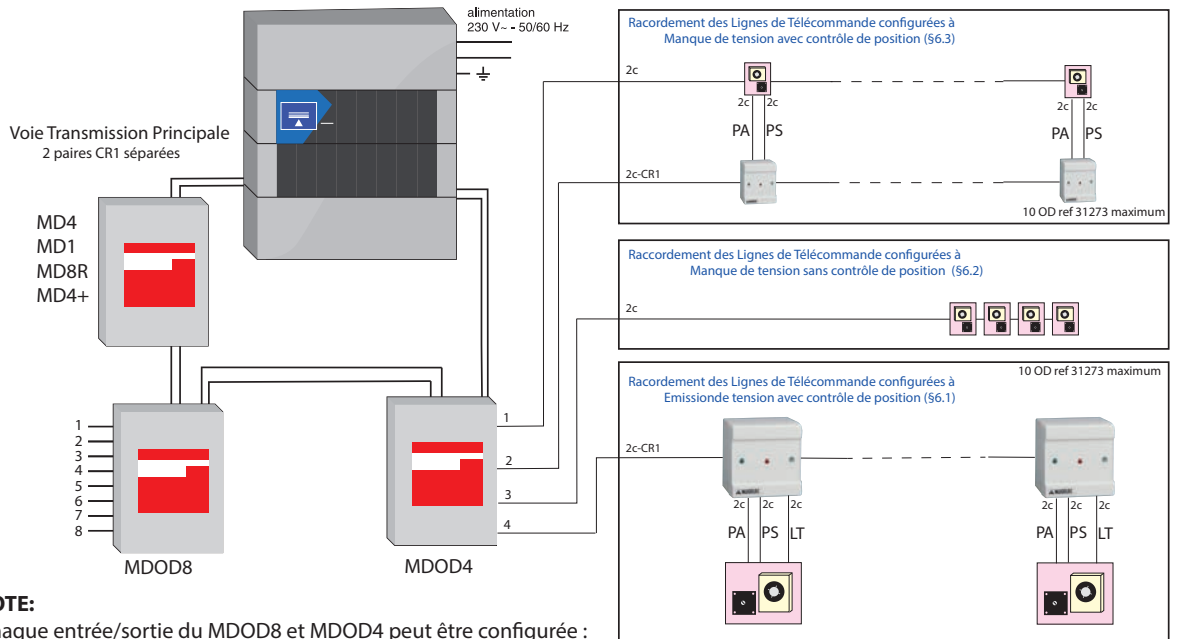 alimentation
230 V~ - 50/60 Hz
Voie Transmission Principale
2 paires CR1 séparées
MD4
MD1
MD8R
MD4+
1
2
3
4
5
6
7
8
MDOD8
1
2
3
4
MDOD4
Racordement des Lignes de Télécommande configurées à
Manque de tension avec contrôle de position (§6.3)
2c
2c 2c
PA PS
2c 2c
PA PS
2c-CR1
10 OD ref 31273 maximum
Raccordement des Lignes de Télécommande configurées à
Manque de tension sans contrôle de position (§6.2)
2c
10 OD ref 31273 maximum
Racordement des Lignes de Télécommande configurées à
Emissionde tension avec contrôle de position (§6.1)
2c-CR1
2c 2c 2c
PA PS LT
2c 2c 2c
PA PS LT
OTE:
haque entrée/sortie du MDOD8 et MDOD4 peut être configurée :